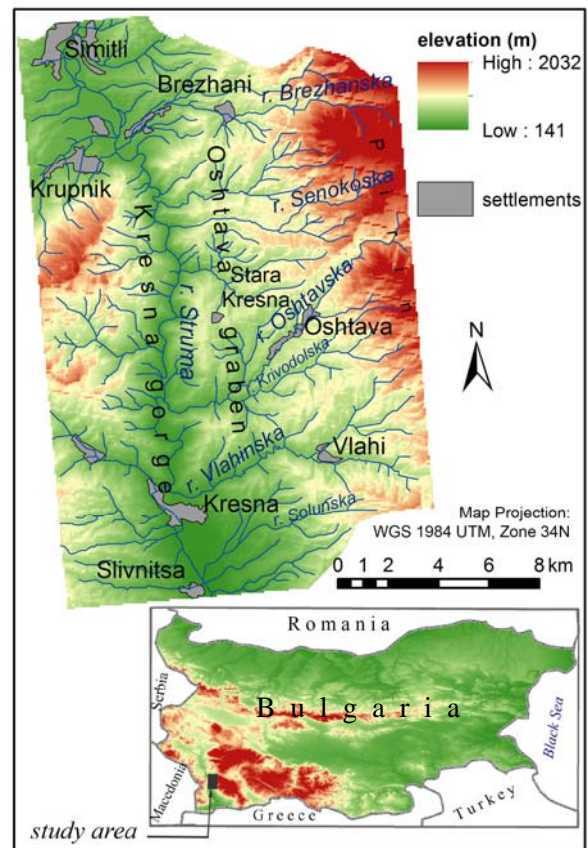 Simitli
elevation (m)
High : 2032
Low : 141
Brezhani
r. Brezhanska
Pirin
Krupnik
Oshtava graben
r. Senokoska
settlements
Kresna gorge
r. Struma
Stara
Kresna
r. Oshtavska
Oshtava
r. Krivodolska
N
r. Vlahinska
Vlahi
Kresna
r. Solunska
Map Projection:
WGS 1984 UTM, Zone 34N
Slivnitsa
0 1 2 4 6 8 km
Romania
Serbia
Bulgaria
Black Sea
Macedonia
Turkey
Greece
study area